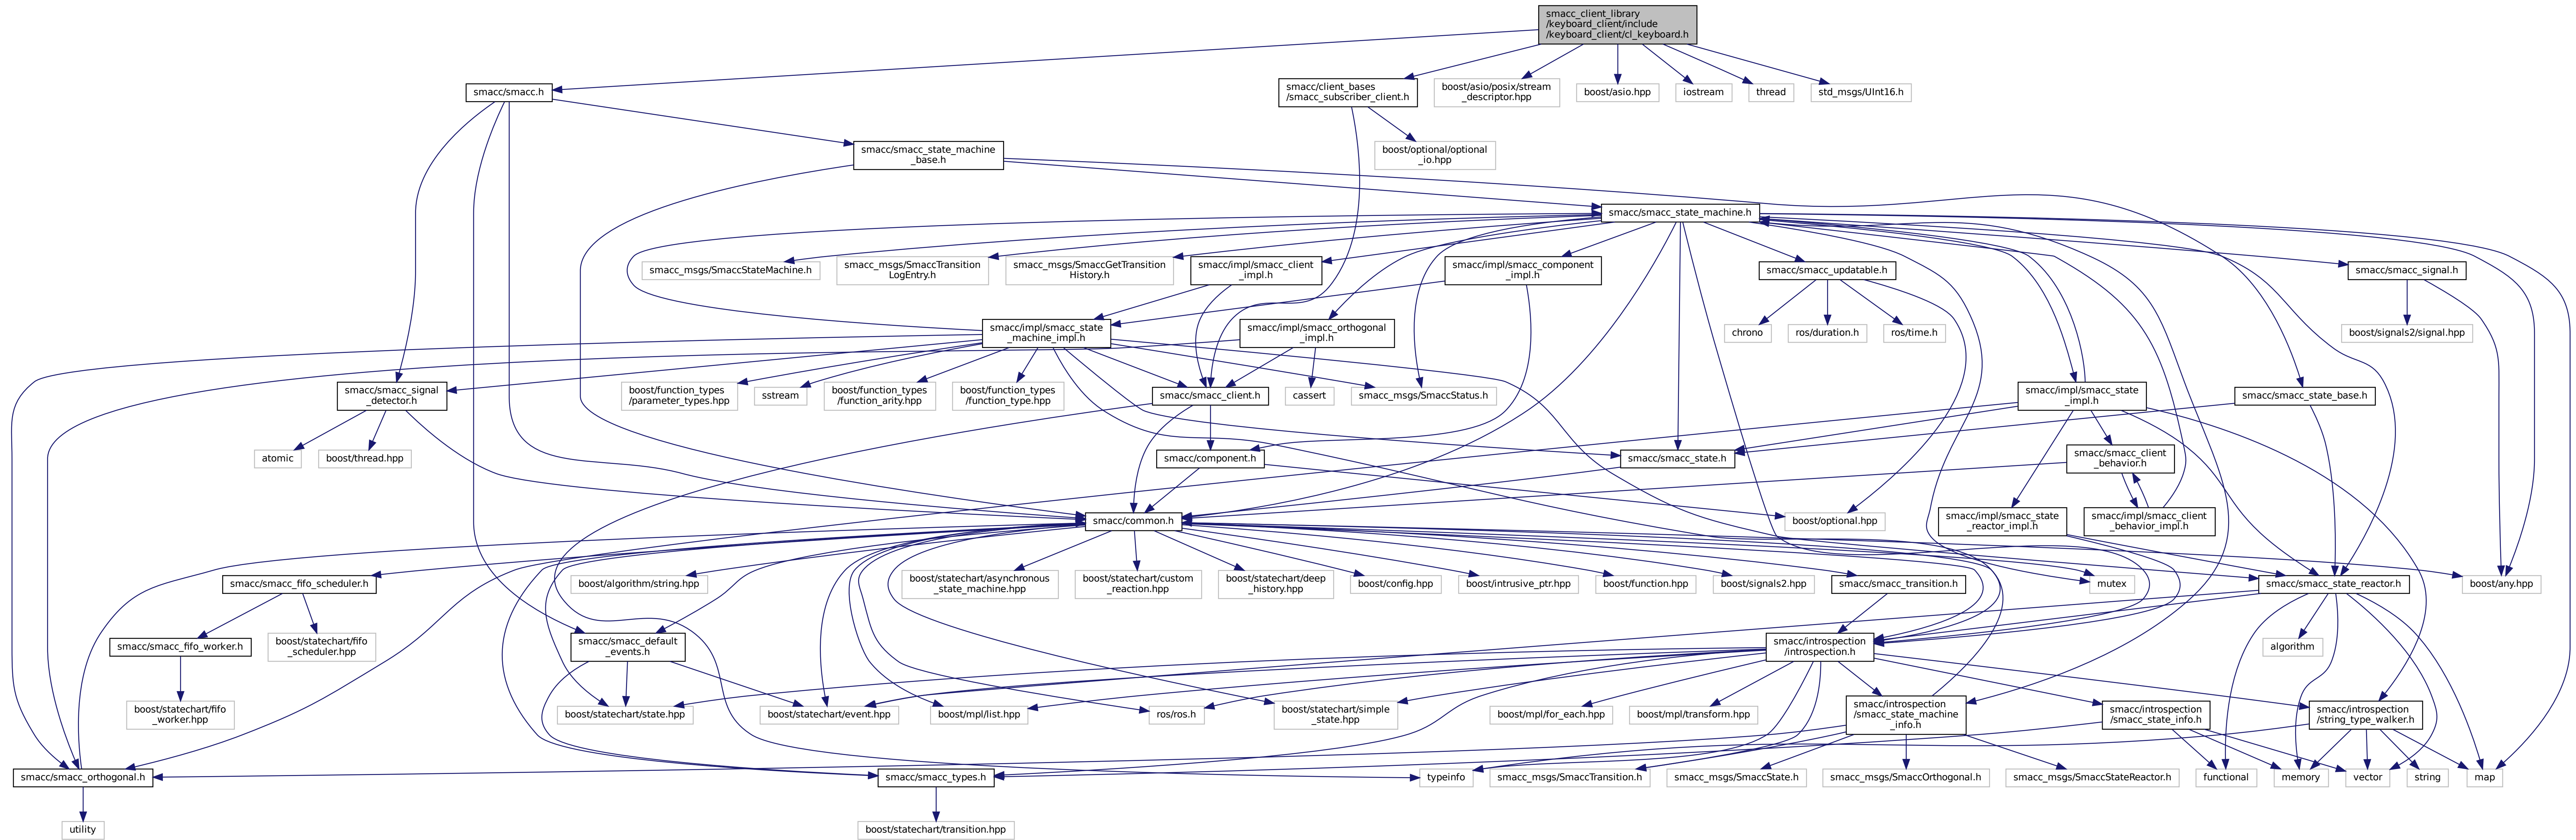 smacc_client_library
/keyboard_client/include
/keyboard_client/cl_keyboard.h
smacc/smacc.h
smacc/client_bases
/smacc_subscriber_client.h
boost/asio/posix/stream
_descriptor.hpp
boost/asio.hpp
iostream
thread
std_msgs/UInt16.h
smacc/smacc_state_machine
_base.h
boost/optional/optional
_io.hpp
smacc/smacc_state_machine.h
smacc_msgs/SmaccStateMachine.h
smacc_msgs/SmaccTransition
LogEntry.h
smacc_msgs/SmaccGetTransition
History.h
smacc/impl/smacc_client
_impl.h
smacc/impl/smacc_component
_impl.h
smacc/smacc_updatable.h
smacc/smacc_signal.h
smacc/impl/smacc_state
_machine_impl.h
smacc/impl/smacc_orthogonal
_impl.h
chrono
ros/duration.h
ros/time.h
boost/signals2/signal.hpp
smacc/smacc_signal
_detector.h
boost/function_types
/parameter_types.hpp
sstream
boost/function_types
/function_arity.hpp
boost/function_types
/function_type.hpp
smacc/smacc_client.h
cassert
smacc_msgs/SmaccStatus.h
smacc/impl/smacc_state
_impl.h
smacc/smacc_state_base.h
atomic
boost/thread.hpp
smacc/component.h
smacc/smacc_state.h
smacc/smacc_client
_behavior.h
smacc/common.h
boost/optional.hpp
smacc/impl/smacc_state
_reactor_impl.h
smacc/impl/smacc_client
_behavior_impl.h
smacc/smacc_fifo_scheduler.h
boost/algorithm/string.hpp
boost/statechart/asynchronous
_state_machine.hpp
boost/statechart/custom
_reaction.hpp
boost/statechart/deep
_history.hpp
boost/config.hpp
boost/intrusive_ptr.hpp
boost/function.hpp
boost/signals2.hpp
smacc/smacc_transition.h
mutex
smacc/smacc_state_reactor.h
boost/any.hpp
smacc/smacc_fifo_worker.h
boost/statechart/fifo
_scheduler.hpp
smacc/smacc_default
_events.h
smacc/introspection
/introspection.h
algorithm
boost/statechart/fifo
_worker.hpp
boost/statechart/state.hpp
boost/statechart/event.hpp
boost/mpl/list.hpp
ros/ros.h
boost/statechart/simple
_state.hpp
boost/mpl/for_each.hpp
boost/mpl/transform.hpp
smacc/introspection
/smacc_state_machine
_info.h
smacc/introspection
/smacc_state_info.h
smacc/introspection
/string_type_walker.h
smacc/smacc_orthogonal.h
smacc/smacc_types.h
typeinfo
smacc_msgs/SmaccTransition.h
smacc_msgs/SmaccState.h
smacc_msgs/SmaccOrthogonal.h
smacc_msgs/SmaccStateReactor.h
functional
memory
vector
string
map
utility
boost/statechart/transition.hpp